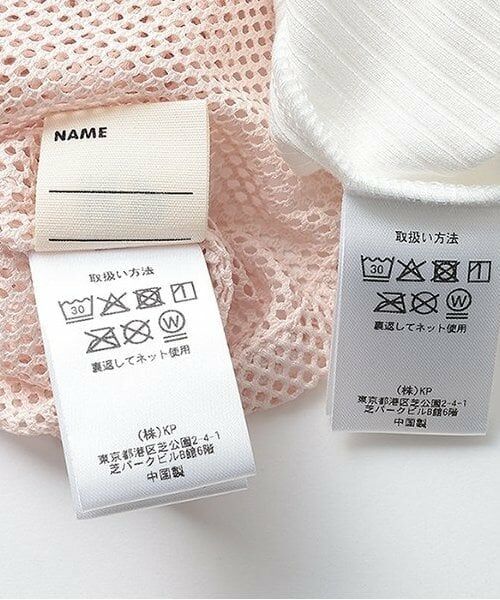 NAME
取扱い方法
30
W
裏返してネット使用
(株)KP
東京都港区芝公園2-4-1
芝パークビルB館6階
中国製
取扱い方法
30
W
裏返してネット使用
(株)KP
東京都港区芝公園2-4-1
芝パークビルB館6階
中国製